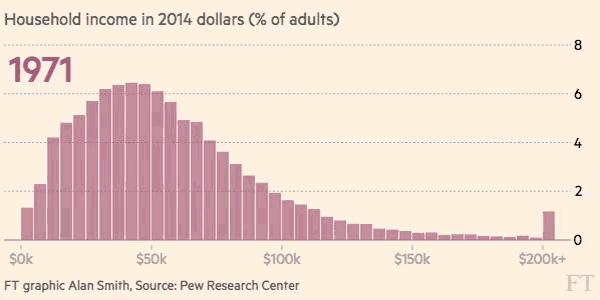 Household income in 2014 dollars (% of adults)
8
1971
6
4
2
0
$0k $50k $100k $150k $200k+
FT graphic Alan Smith, Source: Pew Research Center
FT